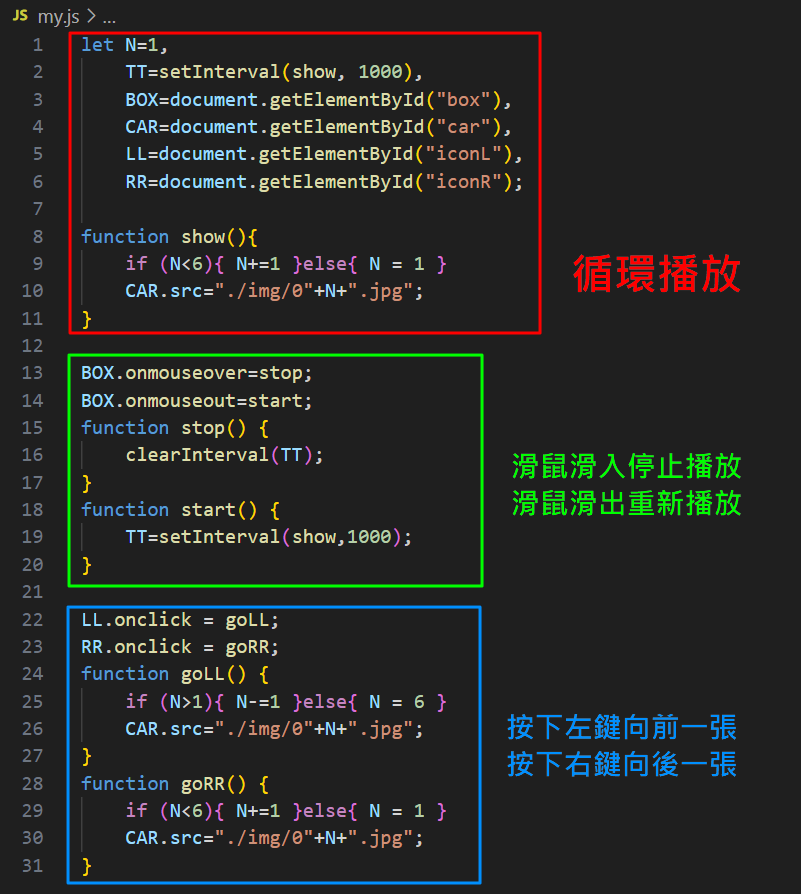 JS my.js > ...
1 let N=1,
2     TT=setInterval(show, 1000),
3     BOX=document.getElementById("box"),
4     CAR=document.getElementById("car"),
5     LL=document.getElementById("iconL"),
6     RR=document.getElementById("iconR");
7
8 function show(){
9     if (N<6){ N+=1 }else{ N = 1 }
10     CAR.src="./img/0"+N+".jpg";
11 }
循環播放
12
13 BOX.onmouseover=stop;
14 BOX.onmouseout=start;
15 function stop() {
16     clearInterval(TT);
17 }
18 function start() {
19     TT=setInterval(show,1000);
20 }
滑鼠滑入停止播放
滑鼠滑出重新播放
21
22 LL.onclick = goLL;
23 RR.onclick = goRR;
24 function goLL() {
25     if (N>1){ N-=1 }else{ N = 6 }
26     CAR.src="./img/0"+N+".jpg";
27 }
28 function goRR() {
29     if (N<6){ N+=1 }else{ N = 1 }
30     CAR.src="./img/0"+N+".jpg";
31 }
按下左鍵向前一張
按下右鍵向後一張